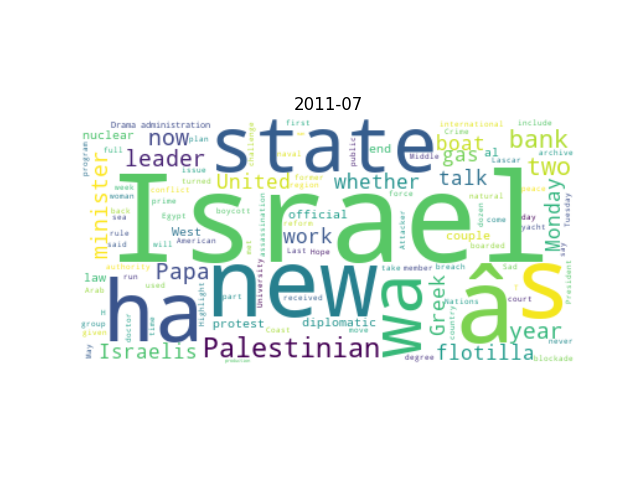 2011-07
Drama administration
first
challenge
international
Crime
include
nuclear
now
state
public
end
boat
bank
program
full
plan
naval
archive
leader
issue
Middle
gas
al
Lascar
two
minister
week
turned
conflict
United
former
region
whether
talk
natural
peace
woman
prime
Israel
force
dozen
Monday
Tuesday
back
sea
Egypt
boycott
assassination
official
Attacker
come
day
yacht
rule
said
West
American
will
met
reform
work
Last
Hope
couple
boarded
say
law
authority
run
Papa
new
take
member
breach
Sad
President
Arab
used
ha
University
part
received
wa
Greek
country
Nations
â
court
s
H
group
given
doctor
time
Highlight
protest
Coast
diplomatic
move
year
never
May
Israelis
Palestinian
degree
flotilla
blockade
production